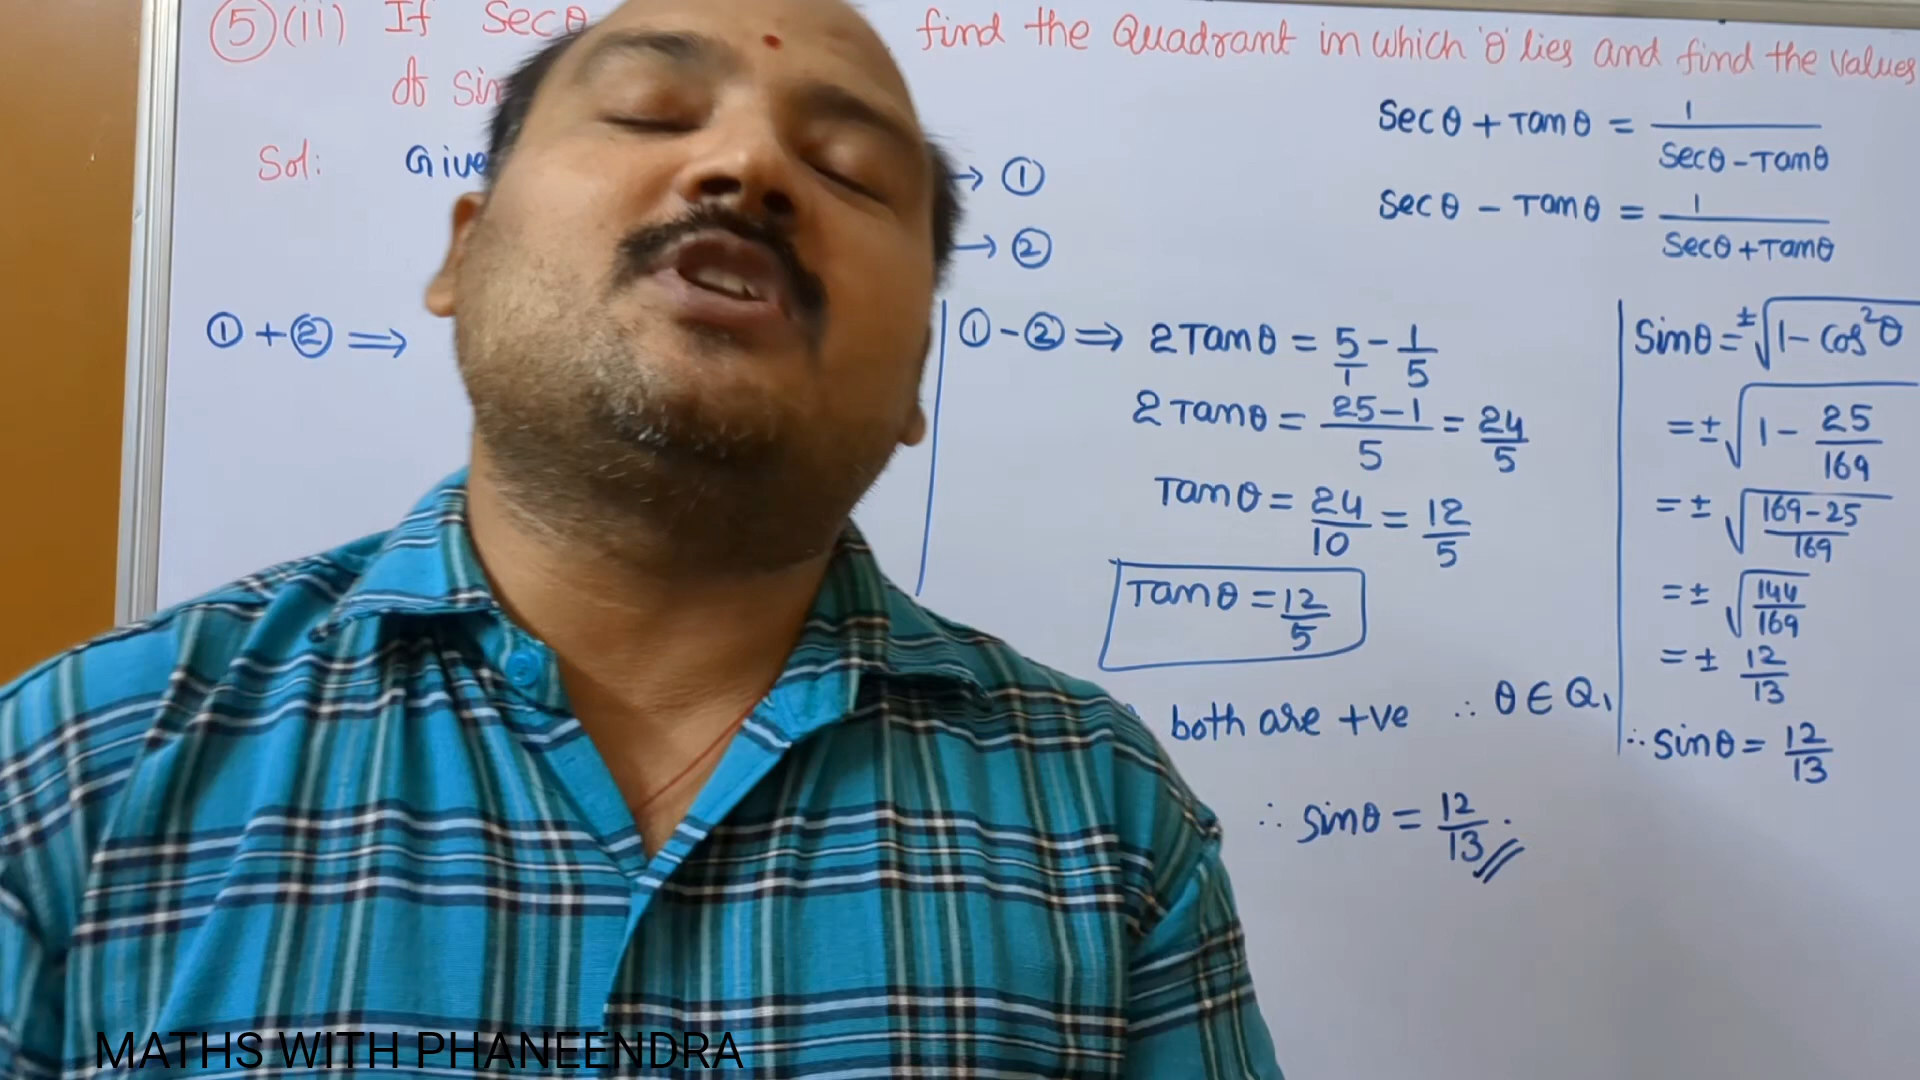 5 (ii) If Secθ find the Quadrant in which 'θ' lies and find the values
of sin
Sol: Give → ①
→ ②
Secθ + Tanθ = 1 / Secθ - Tanθ
Secθ - Tanθ = 1 / Secθ + Tanθ
① + ② ⇒
① - ② ⇒ 2Tanθ = 5/1 - 1/5
2Tanθ = 25-1 / 5 = 24/5
Tanθ = 24/10 = 12/5
Tanθ = 12/5
both are +ve ∴ θ ∈ Q₁
∴ sinθ = 12/13.
Sinθ = ±√1 - cos²θ
= ±√1 - 25/169
= ±√169-25 / 169
= ±√144/169
= ± 12/13
∴ sinθ = 12/13
MATHS WITH PHANEENDRA